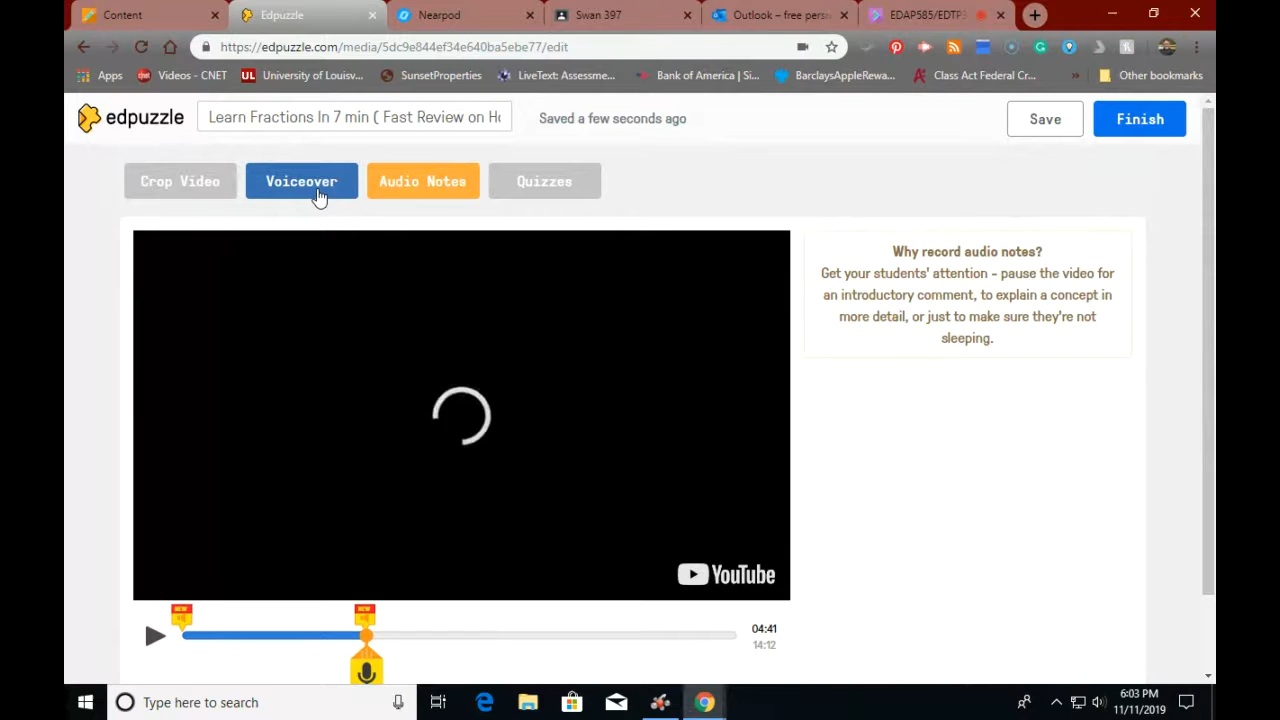 Content
Edpuzzle
Nearpod
Swan 397
Outlook – free pers
EDAP585/EDTP
https://edpuzzle.com/media/5dc9e844ef34e640ba5ebe77/edit
Apps
Videos - CNET
UL University of Louisv...
SunsetProperties
LiveText: Assessme...
Bank of America | Si...
BarclaysAppleRewa...
Class Act Federal Cr...
»
Other bookmarks
edpuzzle
Learn Fractions In 7 min ( Fast Review on Ho
Saved a few seconds ago
Save
Finish
Crop Video
Voiceover
Audio Notes
Quizzes
Why record audio notes?
Get your students' attention - pause the video for
an introductory comment, to explain a concept in
more detail, or just to make sure they're not
sleeping.
YouTube
NEW
NEW
04:41
14:12
Type here to search
6:03 PM
11/11/2019